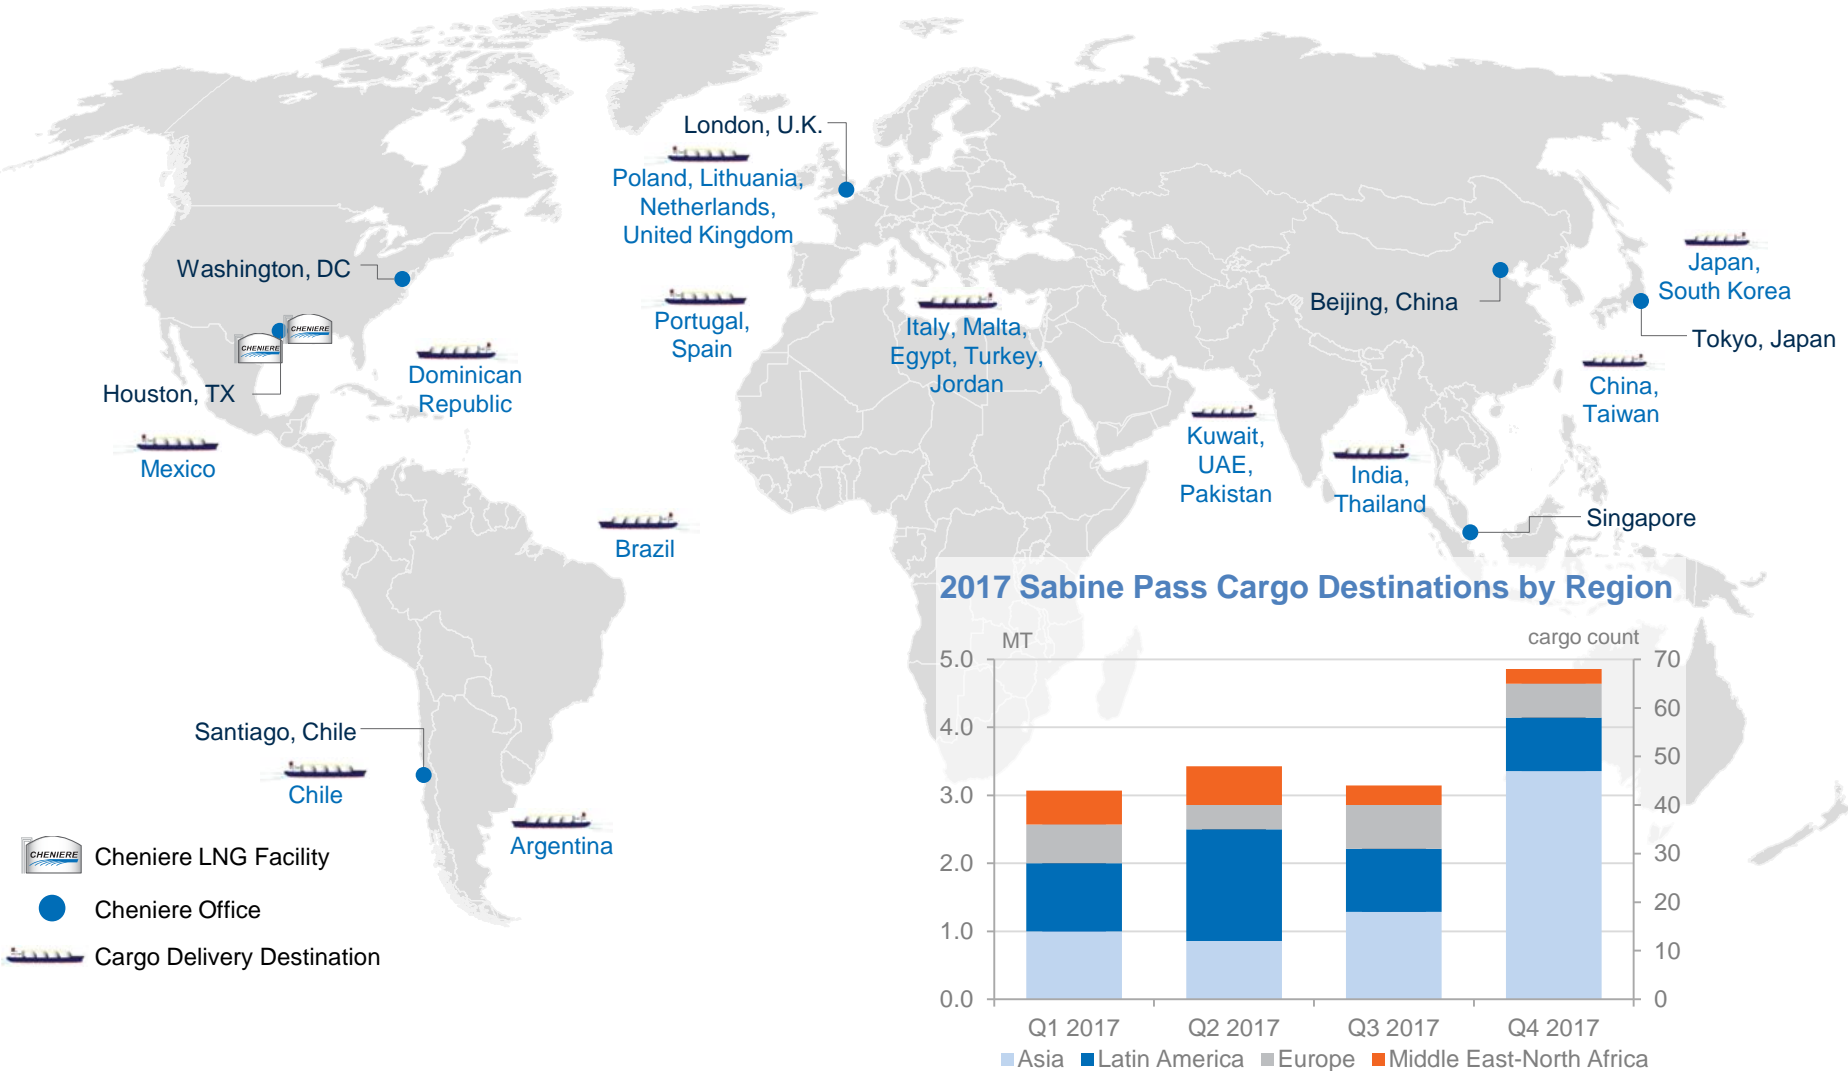 London, U.K.
Poland, Lithuania,
Netherlands,
United Kingdom
Washington, DC
CHENIERE
CHENIERE
Houston, TX
Mexico
Dominican
Republic
Portugal,
Spain
Italy, Malta,
Egypt, Turkey,
Jordan
Beijing, China
Japan,
South Korea
Tokyo, Japan
China,
Taiwan
Kuwait,
UAE,
Pakistan
India,
Thailand
Singapore
Brazil
Santiago, Chile
Chile
Argentina
CHENIERE
Cheniere LNG Facility
Cheniere Office
Cargo Delivery Destination
2017 Sabine Pass Cargo Destinations by Region
MT
cargo count
5.0
4.0
3.0
2.0
1.0
0.0
70
60
50
40
30
20
10
0
Q1 2017
Q2 2017
Q3 2017
Q4 2017
Asia
Latin America
Europe
Middle East-North Africa